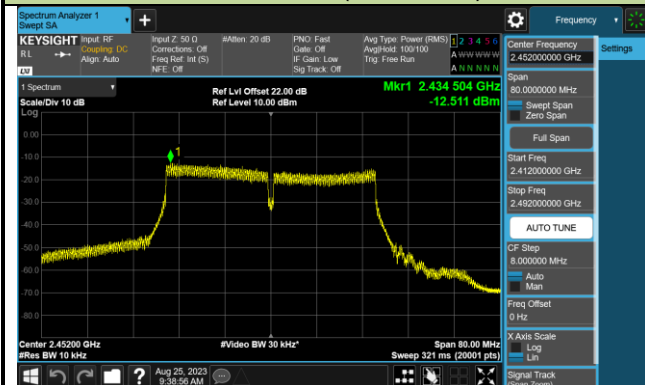 Spectrum Analyzer 1
Swept SA
Frequency
KEYSIGHT
Input: RF
Coupling: DC
Align: Auto
Input Z: 50 Ω
Corrections: Off
Freq Ref: Int (S)
NFE: Off
#Atten: 20 dB
PNO: Fast
Gate: Off
IF Gain: Low
Sig Track: Off
Avg Type: Power (RMS)
Avg|Hold: 100/100
Trig: Free Run
1 2 3 4 5 6
A W W W W W
A N N N N N
R L
LXI
Center Frequency
2.452000000 GHz
Settings
Span
80.0000000 MHz
Swept Span
Zero Span
Full Span
Start Freq
2.412000000 GHz
Stop Freq
2.492000000 GHz
AUTO TUNE
CF Step
8.000000 MHz
Auto
Man
Freq Offset
0 Hz
X Axis Scale
Log
Lin
Signal Track
(Span Zoom)
1 Spectrum
Scale/Div 10 dB
Ref Lvl Offset 22.00 dB
Ref Level 10.00 dBm
Mkr1 2.434 504 GHz
-12.511 dBm
Log
0.00
-10.0
1
-20.0
-30.0
-40.0
-50.0
-60.0
-70.0
-80.0
Center 2.45200 GHz
#Res BW 10 kHz
#Video BW 30 kHz*
Span 80.00 MHz
Sweep 321 ms (20001 pts)
?
Aug 25, 2023
9:38:56 AM